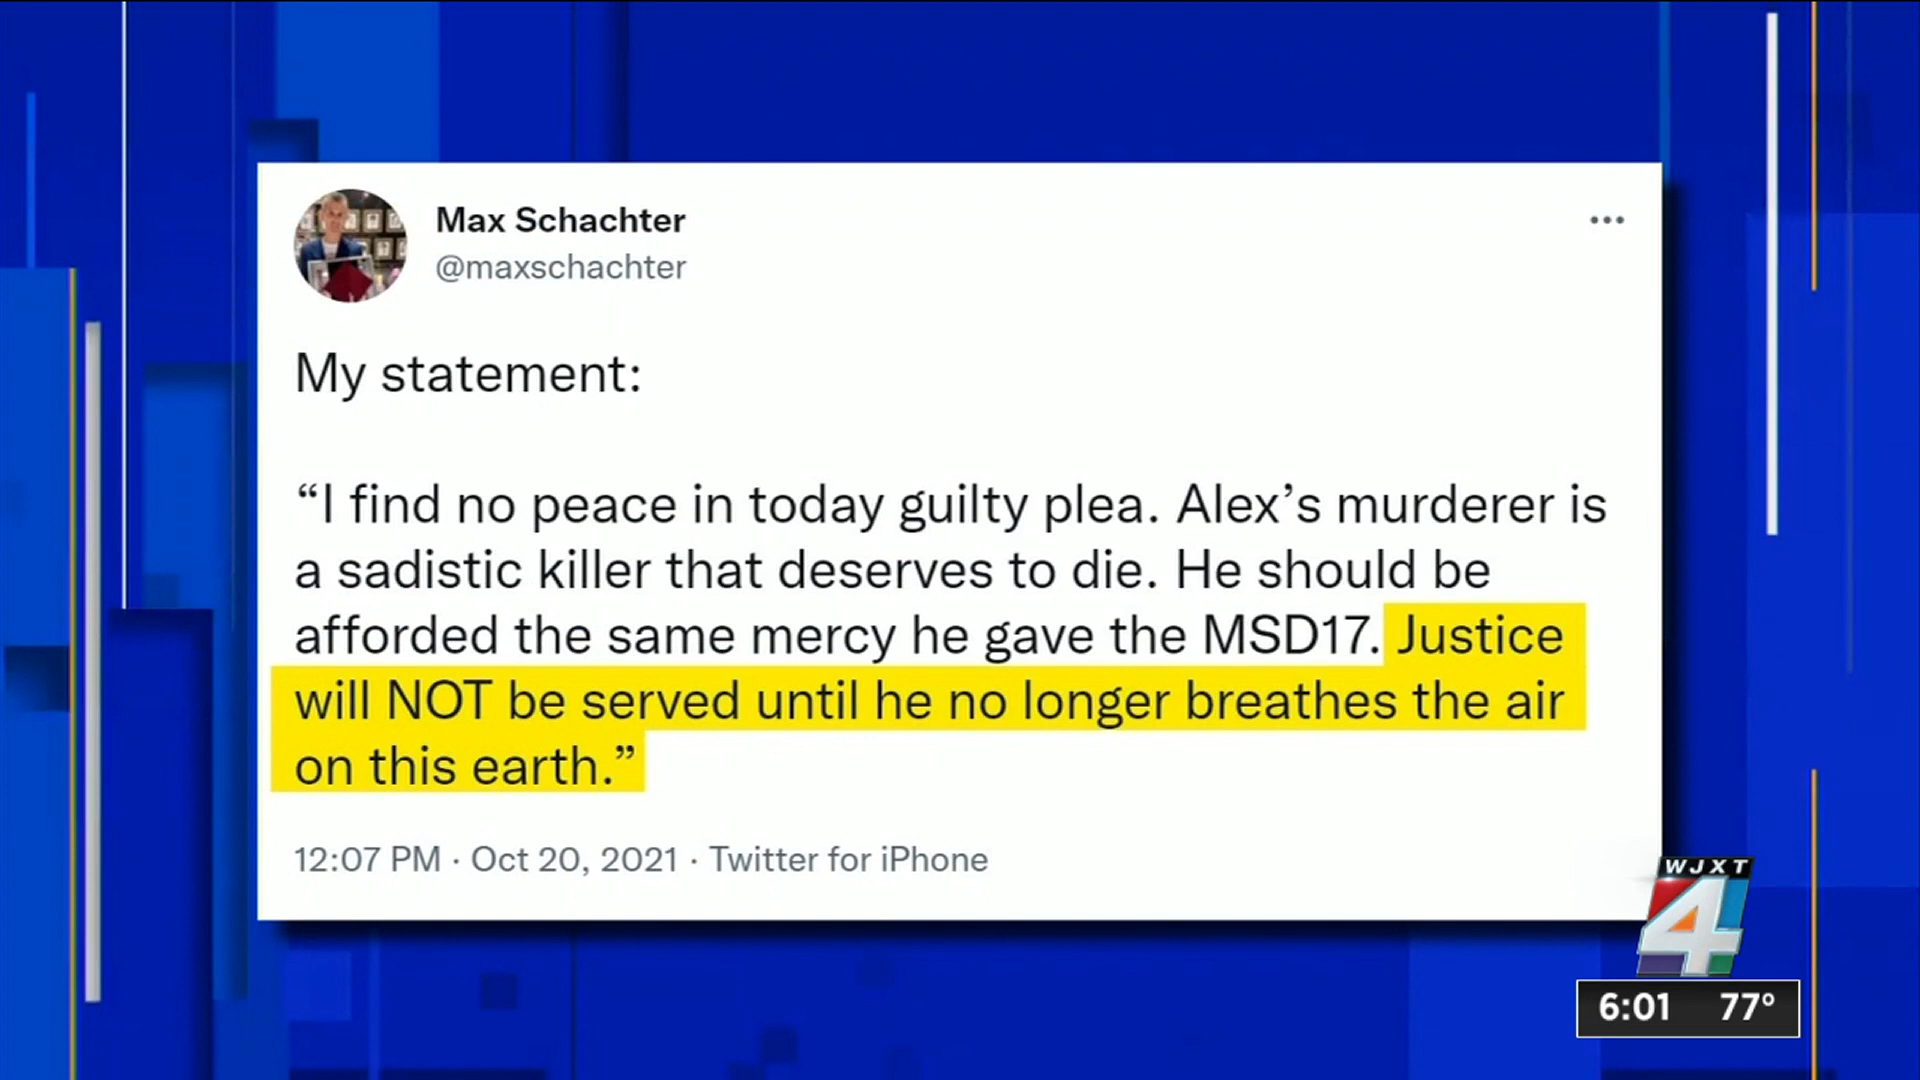 Max Schachter
@maxschachter
My statement:
“I find no peace in today guilty plea. Alex’s murderer is
a sadistic killer that deserves to die. He should be
afforded the same mercy he gave the MSD17. Justice
will NOT be served until he no longer breathes the air
on this earth.”
12:07 PM · Oct 20, 2021 · Twitter for iPhone
WJXT
4
6:01 77°